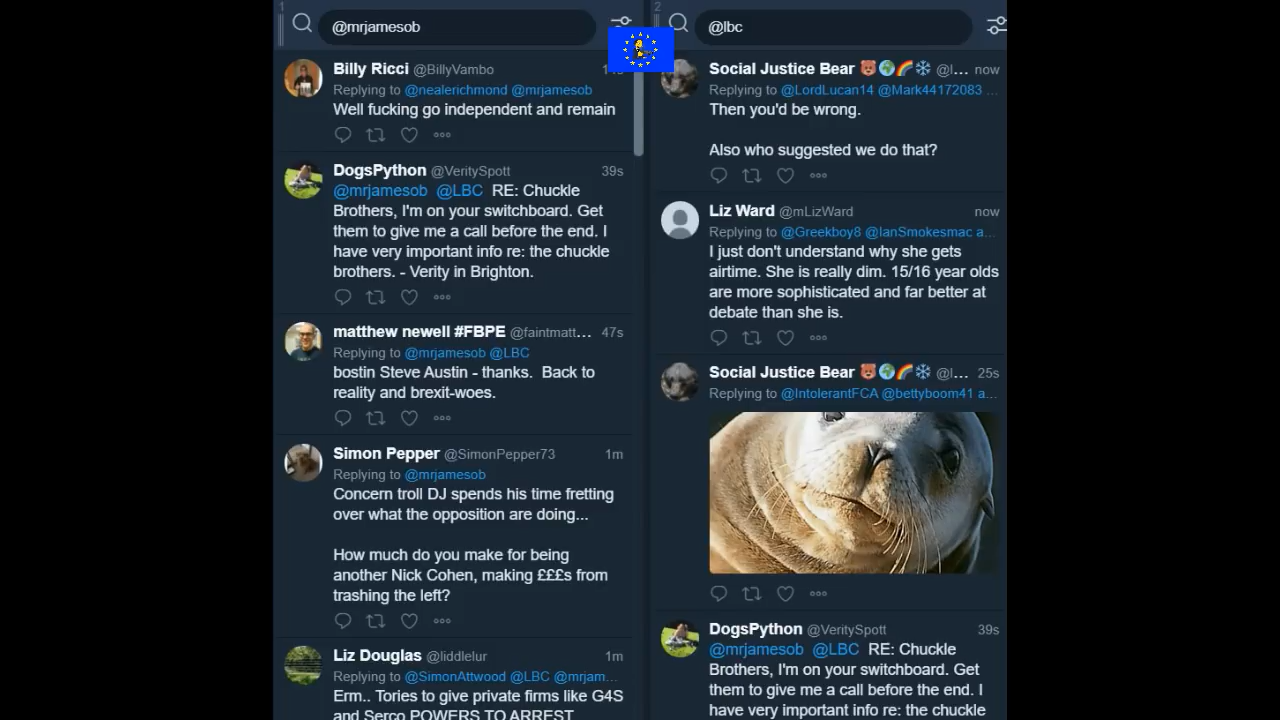 1
@mrjamesob
Billy Ricci @BillyVambo
Replying to @nealerichmond @mrjamesob
Well fucking go independent and remain
DogsPython @VeritySpott 39s
@mrjamesob @LBC RE: Chuckle
Brothers, I'm on your switchboard. Get
them to give me a call before the end. I
have very important info re: the chuckle
brothers. - Verity in Brighton.
matthew newell #FBPE @faintmatt... 47s
Replying to @mrjamesob @LBC
bostin Steve Austin - thanks. Back to
reality and brexit-woes.
Simon Pepper @SimonPepper73 1m
Replying to @mrjamesob
Concern troll DJ spends his time fretting
over what the opposition are doing...
How much do you make for being
another Nick Cohen, making £££s from
trashing the left?
Liz Douglas @liddlelur 1m
Replying to @SimonAttwood @LBC @mrjam...
Erm.. Tories to give private firms like G4S
and Serco POWERS TO ARREST
2
@lbc
Social Justice Bear 🐻🌍🌈❄ @l... now
Replying to @LordLucan14 @Mark44172083 ...
Then you'd be wrong.
Also who suggested we do that?
Liz Ward @mLizWard now
Replying to @Greekboy8 @IanSmokesmac a...
I just don't understand why she gets
airtime. She is really dim. 15/16 year olds
are more sophisticated and far better at
debate than she is.
Social Justice Bear 🐻🌍🌈❄ @l... 25s
Replying to @IntolerantFCA @bettyboom41 a...
DogsPython @VeritySpott 39s
@mrjamesob @LBC RE: Chuckle
Brothers, I'm on your switchboard. Get
them to give me a call before the end. I
have very important info re: the chuckle